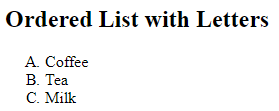 Ordered List with Letters
A. Coffee
B. Tea
C. Milk